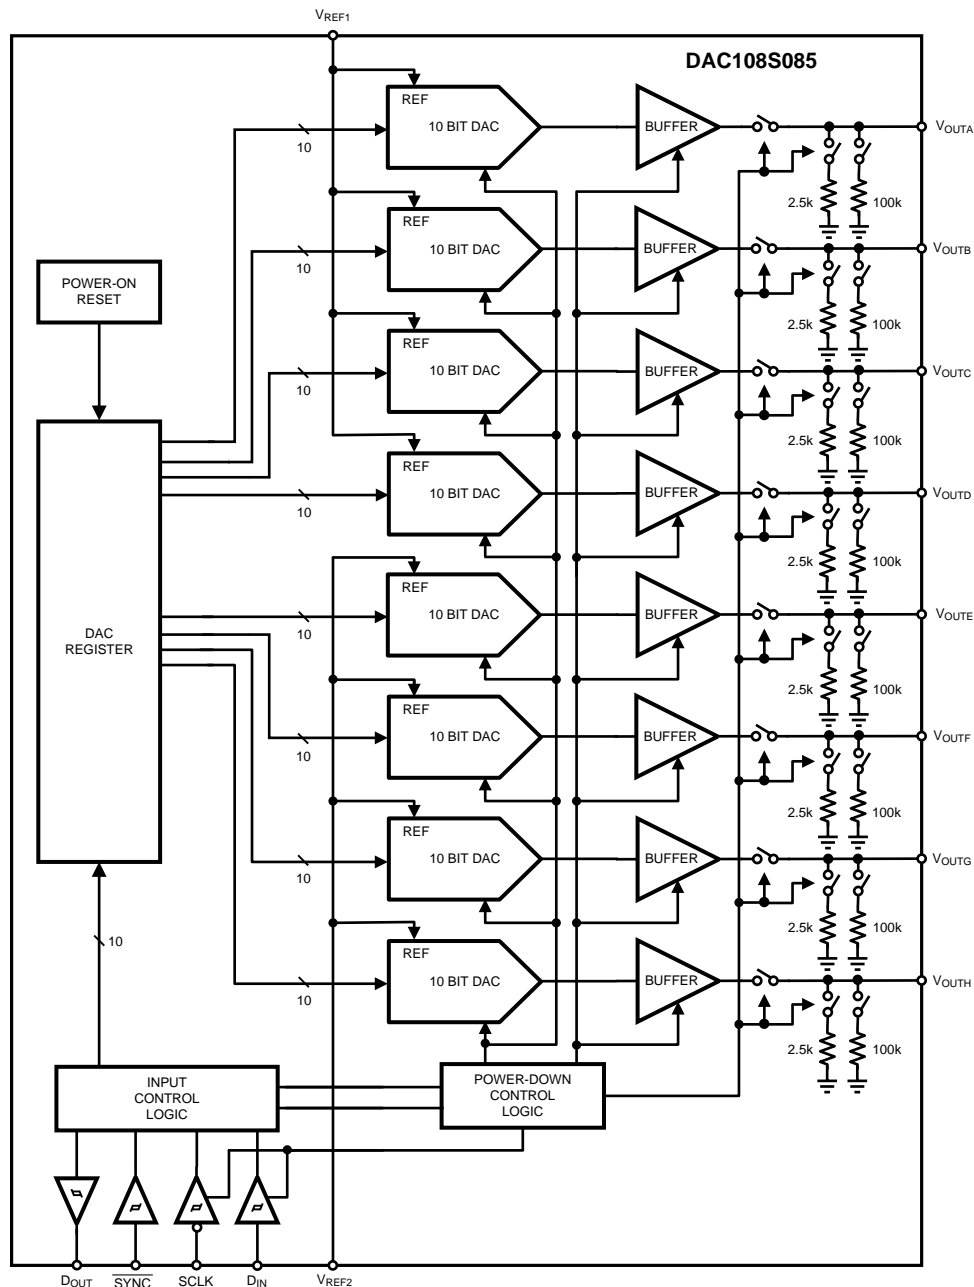 VREF1
DAC108S085
REF
10 BIT DAC
BUFFER
VOUTA
10
2.5k
100k
REF
10 BIT DAC
BUFFER
VOUTB
10
2.5k
100k
POWER-ON
RESET
REF
10 BIT DAC
BUFFER
VOUTC
10
2.5k
100k
REF
10 BIT DAC
BUFFER
VOUTD
10
2.5k
100k
REF
10 BIT DAC
BUFFER
VOUTE
10
2.5k
100k
DAC
REGISTER
REF
10 BIT DAC
BUFFER
VOUTF
10
2.5k
100k
REF
10 BIT DAC
BUFFER
VOUTG
10
2.5k
100k
10
REF
10 BIT DAC
BUFFER
VOUTH
10
2.5k
100k
INPUT
CONTROL
LOGIC
POWER-DOWN
CONTROL
LOGIC
DOUT
SYNC
SCLK
DIN
VREF2